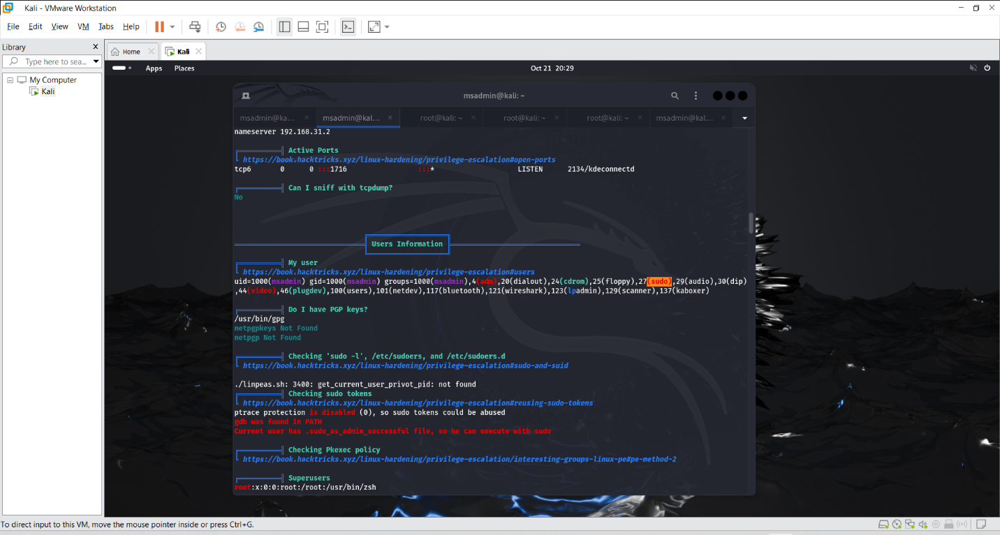 Kali - VMware Workstation
File Edit View VM Tabs Help
Library
Type here to sea...
My Computer
Kali
Home
Kali
Apps Places
Oct 21 20:29
msadmin@kali: ~
msadmin@ka...
msadmin@kal...
root@kali: ~
root@kali: ~
root@kali: ~
msadmin@kal...
nameserver 192.168.31.2
Active Ports
https://book.hacktricks.xyz/linux-hardening/privilege-escalation#open-ports
tcp6 0 0 :::1716 :::* LISTEN 2134/kdeconnectd
Can I sniff with tcpdump?
No
Users Information
My user
https://book.hacktricks.xyz/linux-hardening/privilege-escalation#users
uid=1000(msadmin) gid=1000(msadmin) groups=1000(msadmin),4(adm),20(dialout),24(cdrom),25(floppy),27(sudo),29(audio),30(dip)
,44(video),46(plugdev),100(users),101(netdev),117(bluetooth),121(wireshark),123(lpadmin),129(scanner),137(kaboxer)
Do I have PGP keys?
/usr/bin/gpg
netpgpkeys Not Found
netpgp Not Found
Checking 'sudo -l', /etc/sudoers, and /etc/sudoers.d
https://book.hacktricks.xyz/linux-hardening/privilege-escalation#sudo-and-suid
./linpeas.sh: 3400: get_current_user_privot_pid: not found
Checking sudo tokens
https://book.hacktricks.xyz/linux-hardening/privilege-escalation#reusing-sudo-tokens
ptrace protection is disabled (0), so sudo tokens could be abused
gdb was found in PATH
Current user has .sudo_as_admin_successful file, so he can execute with sudo
Checking Pkexec policy
https://book.hacktricks.xyz/linux-hardening/privilege-escalation/interesting-groups-linux-pe#pe-method-2
Superusers
root:x:0:0:root:/root:/usr/bin/zsh
To direct input to this VM, move the mouse pointer inside or press Ctrl+G.